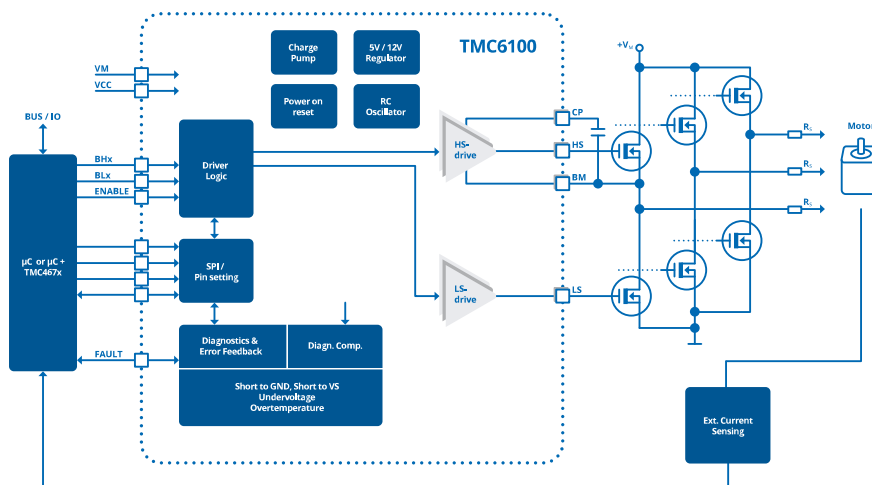 TMC6100
Charge
Pump
5V / 12V
Regulator
Power on
reset
RC
Oscillator
VM
VCC
BUS / IO
BHx
BLx
ENABLE
FAULT
µC or µC +
TMC467x
Driver
Logic
SPI /
Pin setting
Diagnostics &
Error Feedback
Diagn. Comp.
Short to GND, Short to VS
Undervoltage
Overtemperature
HS-
drive
LS-
drive
CP
HS
BM
LS
+VM
RS
RS
RS
Motor
Ext. Current
Sensing